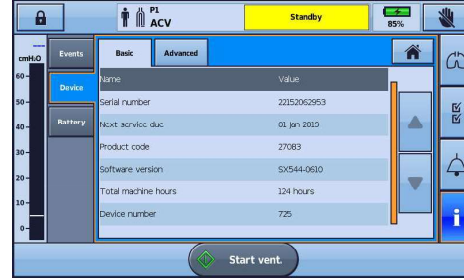 P1
ACV
Standby
85%
cmH2O
Events
Basic
Advanced
60
Device
Name Value
Serial number 22152062953
50
Battery
Next service due 01 Jan 2019
40
Product code 27083
30
Software version SX544-0610
20
Total machine hours 124 hours
10
Device number 725
0
i
Start vent.